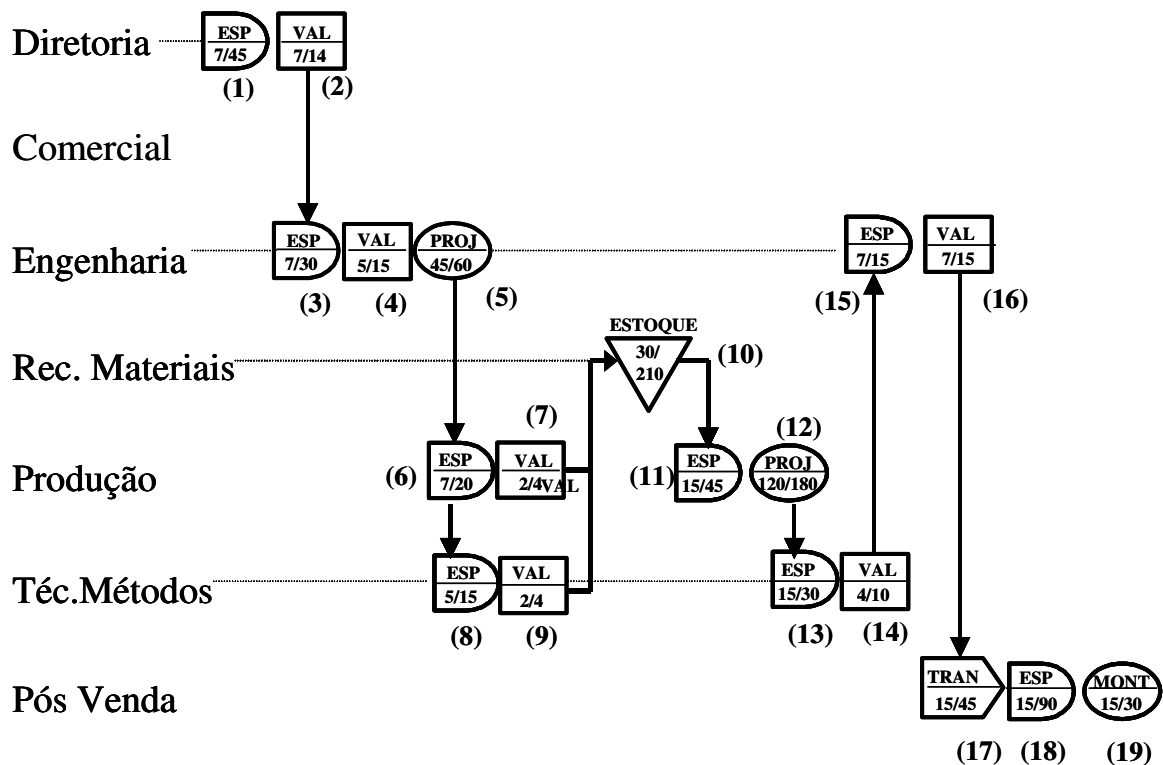 Diretoria
ESP
7/45
(1)
VAL
7/14
(2)
Comercial
Engenharia
ESP
7/30
(3)
VAL
5/15
(4)
PROJ
45/60
(5)
ESP
7/15
(15)
VAL
7/15
(16)
Rec. Materiais
ESTOQUE
30/
210
(10)
Produção
(6)
ESP
7/20
(7)
VAL
2/4VAL
(11)
ESP
15/45
(12)
PROJ
120/180
Téc.Métodos
ESP
5/15
(8)
VAL
2/4
(9)
ESP
15/30
(13)
VAL
4/10
(14)
Pós Venda
TRAN
15/45
(17)
ESP
15/90
(18)
MONT
15/30
(19)